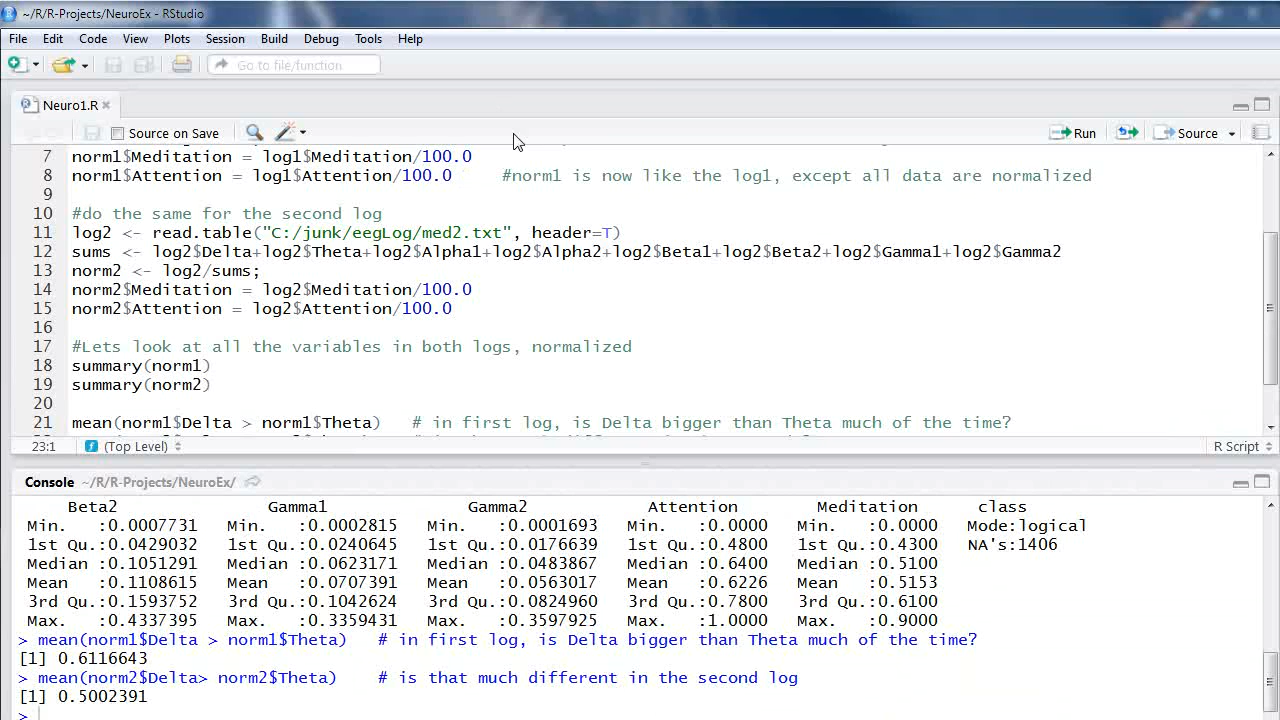 ~/R/R-Projects/NeuroEx - RStudio
File Edit Code View Plots Session Build Debug Tools Help
Go to file/function
Neuro1.R
Source on Save Run Source
7 norm1$Meditation = log1$Meditation/100.0
8 norm1$Attention = log1$Attention/100.0 #norm1 is now like the log1, except all data are normalized
9
10 #do the same for the second log
11 log2 <- read.table("C:/junk/eegLog/med2.txt", header=T)
12 sums <- log2$Delta+log2$Theta+log2$Alpha1+log2$Alpha2+log2$Beta1+log2$Beta2+log2$Gamma1+log2$Gamma2
13 norm2 <- log2/sums;
14 norm2$Meditation = log2$Meditation/100.0
15 norm2$Attention = log2$Attention/100.0
16
17 #Lets look at all the variables in both logs, normalized
18 summary(norm1)
19 summary(norm2)
20
21 mean(norm1$Delta > norm1$Theta) # in first log, is Delta bigger than Theta much of the time?
23:1 (Top Level) R Script
Console ~/R/R-Projects/NeuroEx/
Beta2 Gamma1 Gamma2 Attention Meditation class
Min. :0.0007731 Min. :0.0002815 Min. :0.0001693 Min. :0.0000 Min. :0.0000 Mode:logical
1st Qu.:0.0429032 1st Qu.:0.0240645 1st Qu.:0.0176639 1st Qu.:0.4800 1st Qu.:0.4300 NA's:1406
Median :0.1051291 Median :0.0623171 Median :0.0483867 Median :0.6400 Median :0.5100
Mean :0.1108615 Mean :0.0707391 Mean :0.0563017 Mean :0.6226 Mean :0.5153
3rd Qu.:0.1593752 3rd Qu.:0.1042624 3rd Qu.:0.0824960 3rd Qu.:0.7800 3rd Qu.:0.6100
Max. :0.4337395 Max. :0.3359431 Max. :0.3597925 Max. :1.0000 Max. :0.9000
> mean(norm1$Delta > norm1$Theta) # in first log, is Delta bigger than Theta much of the time?
[1] 0.6116643
> mean(norm2$Delta> norm2$Theta) # is that much different in the second log
[1] 0.5002391
>